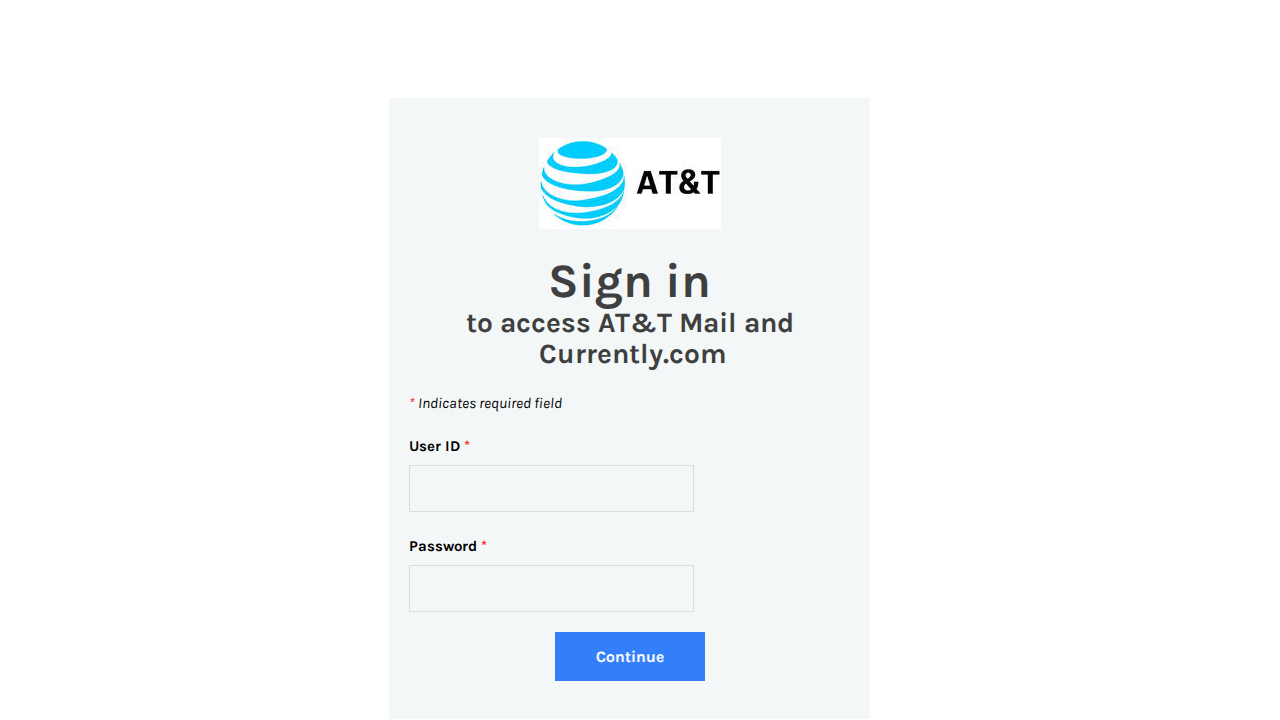 AT&T
Sign in
to access AT&T Mail and
Currently.com
* Indicates required field
User ID *
Password *
Continue